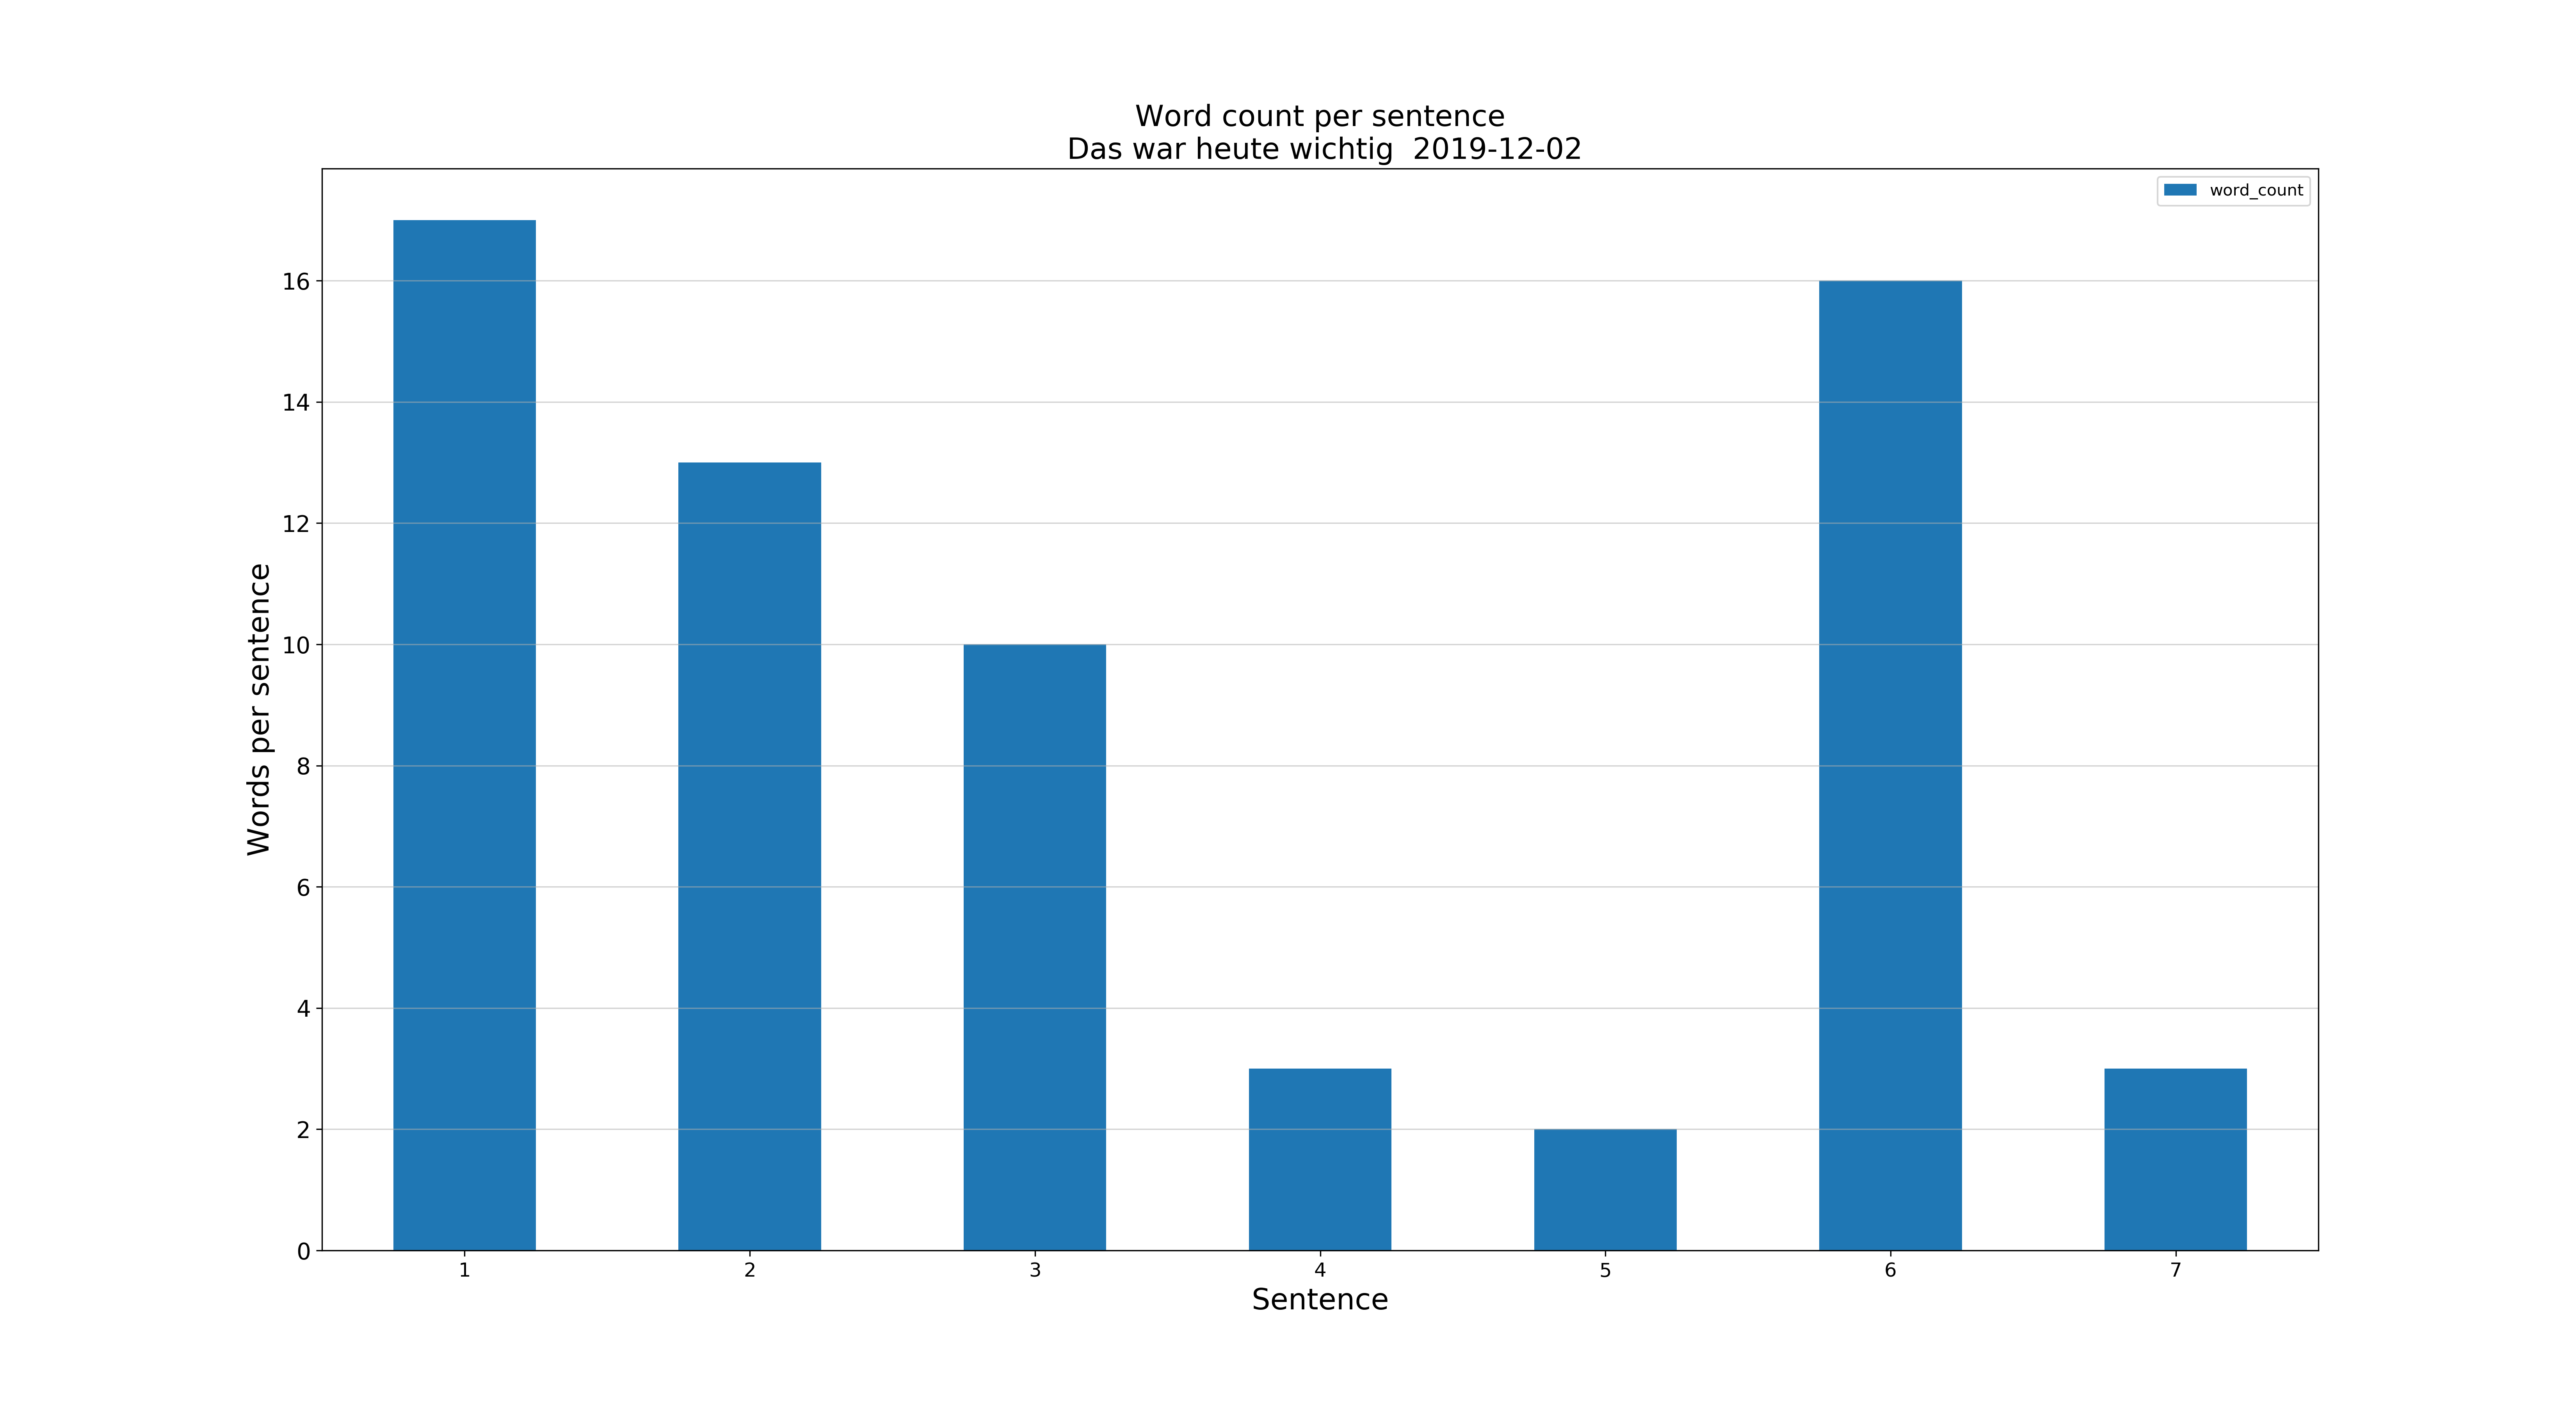 Word count per sentence
Das war heute wichtig  2019-12-02
word_count
Words per sentence
16
14
12
10
8
6
4
2
0
1 2 3 4 5 6 7
Sentence